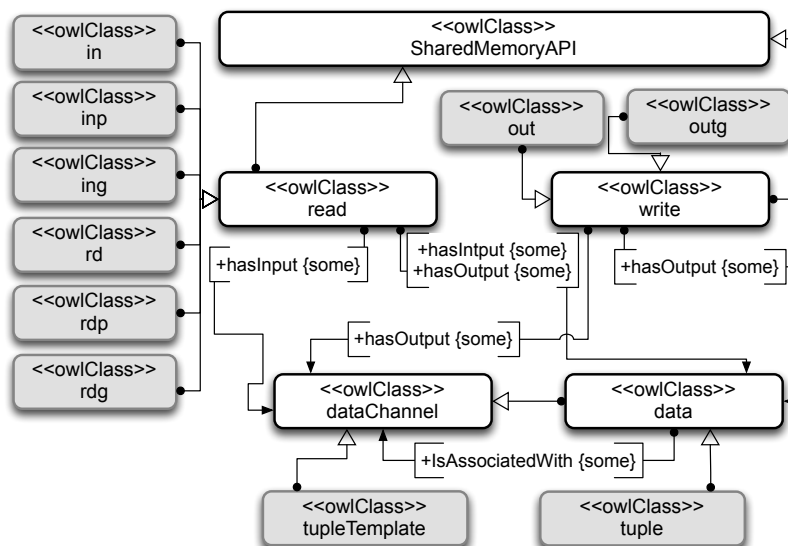 <<owlClass>>
in
<<owlClass>>
SharedMemoryAPI
<<owlClass>>
inp
<<owlClass>>
out
<<owlClass>>
outg
<<owlClass>>
ing
<<owlClass>>
read
<<owlClass>>
write
<<owlClass>>
rd
+hasInput {some}
+hasIntput {some}
+hasOutput {some}
+hasOutput {some}
<<owlClass>>
rdp
+hasOutput {some}
<<owlClass>>
rdg
<<owlClass>>
dataChannel
<<owlClass>>
data
+IsAssociatedWith {some}
<<owlClass>>
tupleTemplate
<<owlClass>>
tuple